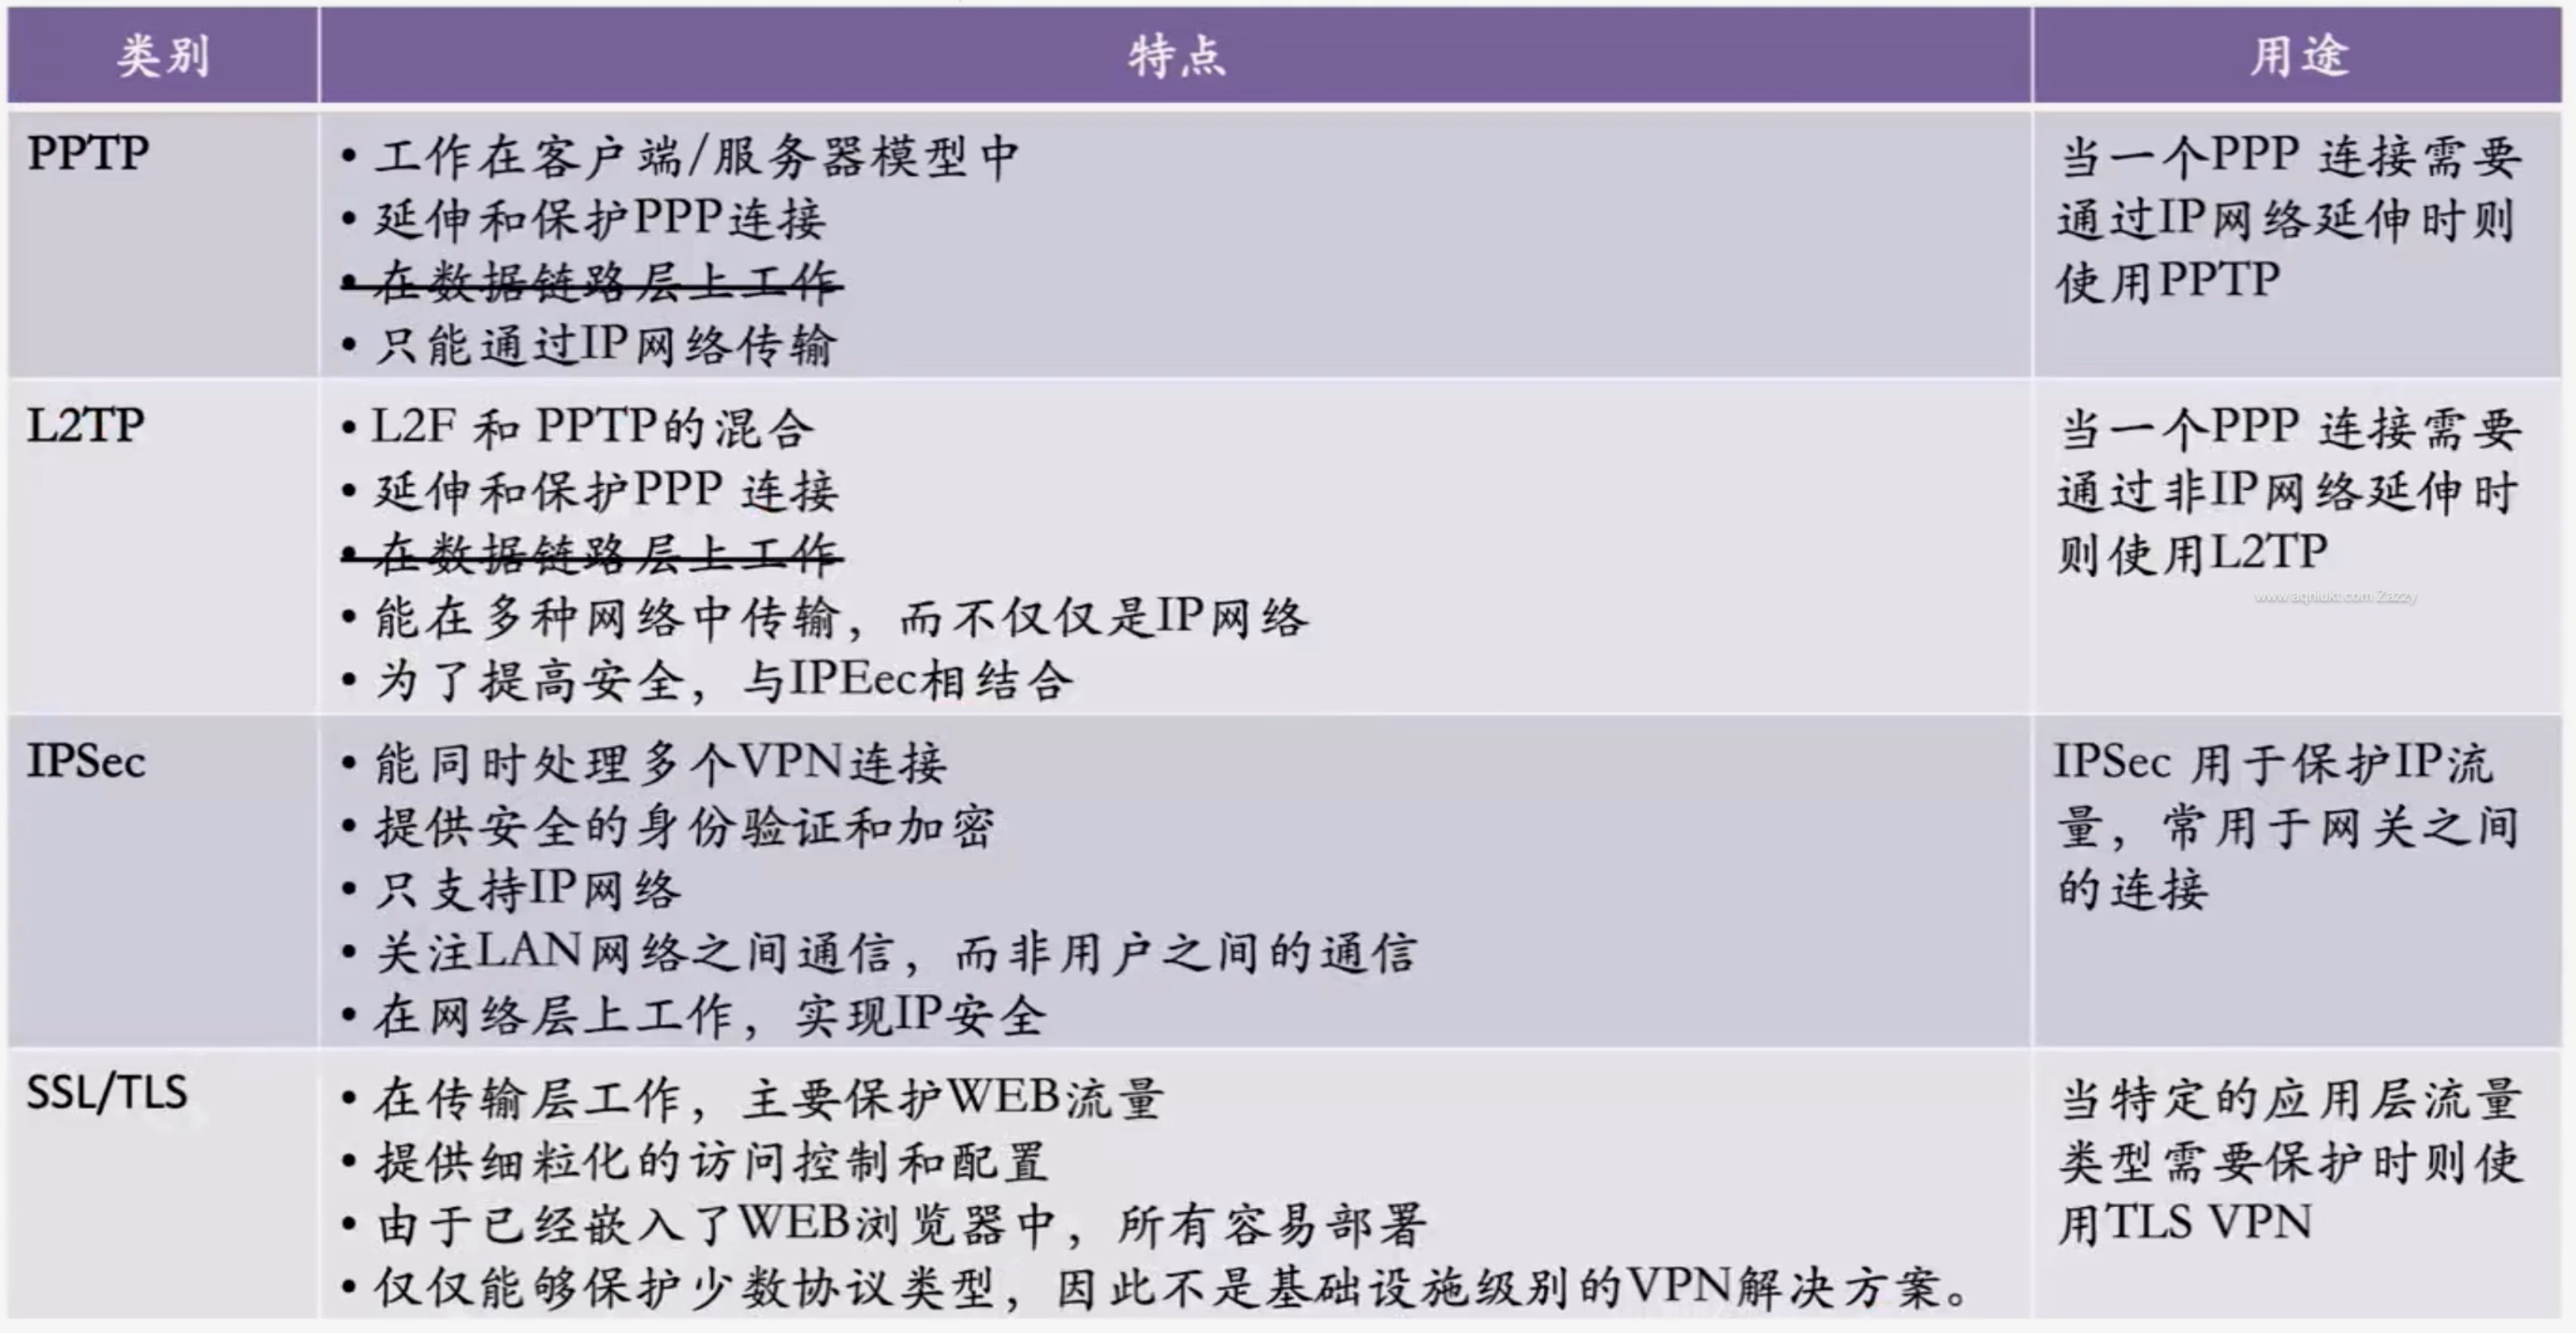 类别
特点
用途
PPTP
• 工作在客户端/服务器模型中
• 延伸和保护PPP连接
• 在数据链路层上工作
• 只能通过IP网络传输
当一个PPP 连接需要
通过IP网络延伸时则
使用PPTP
L2TP
• L2F 和 PPTP的混合
• 延伸和保护PPP 连接
• 在数据链路层上工作
• 能在多种网络中传输，而不仅仅是IP网络
• 为了提高安全，与IPEec相结合
当一个PPP 连接需要
通过非IP网络延伸时
则使用L2TP
www.aqniukt.com Zazzy
IPSec
• 能同时处理多个VPN连接
• 提供安全的身份验证和加密
• 只支持IP网络
• 关注LAN网络之间通信，而非用户之间的通信
• 在网络层上工作，实现IP安全
IPSec 用于保护IP流
量，常用于网关之间
的连接
SSL/TLS
• 在传输层工作，主要保护WEB流量
• 提供细粒化的访问控制和配置
• 由于已经嵌入了WEB浏览器中，所有容易部署
• 仅仅能够保护少数协议类型，因此不是基础设施级别的VPN解决方案。
当特定的应用层流量
类型需要保护时则使
用TLS VPN